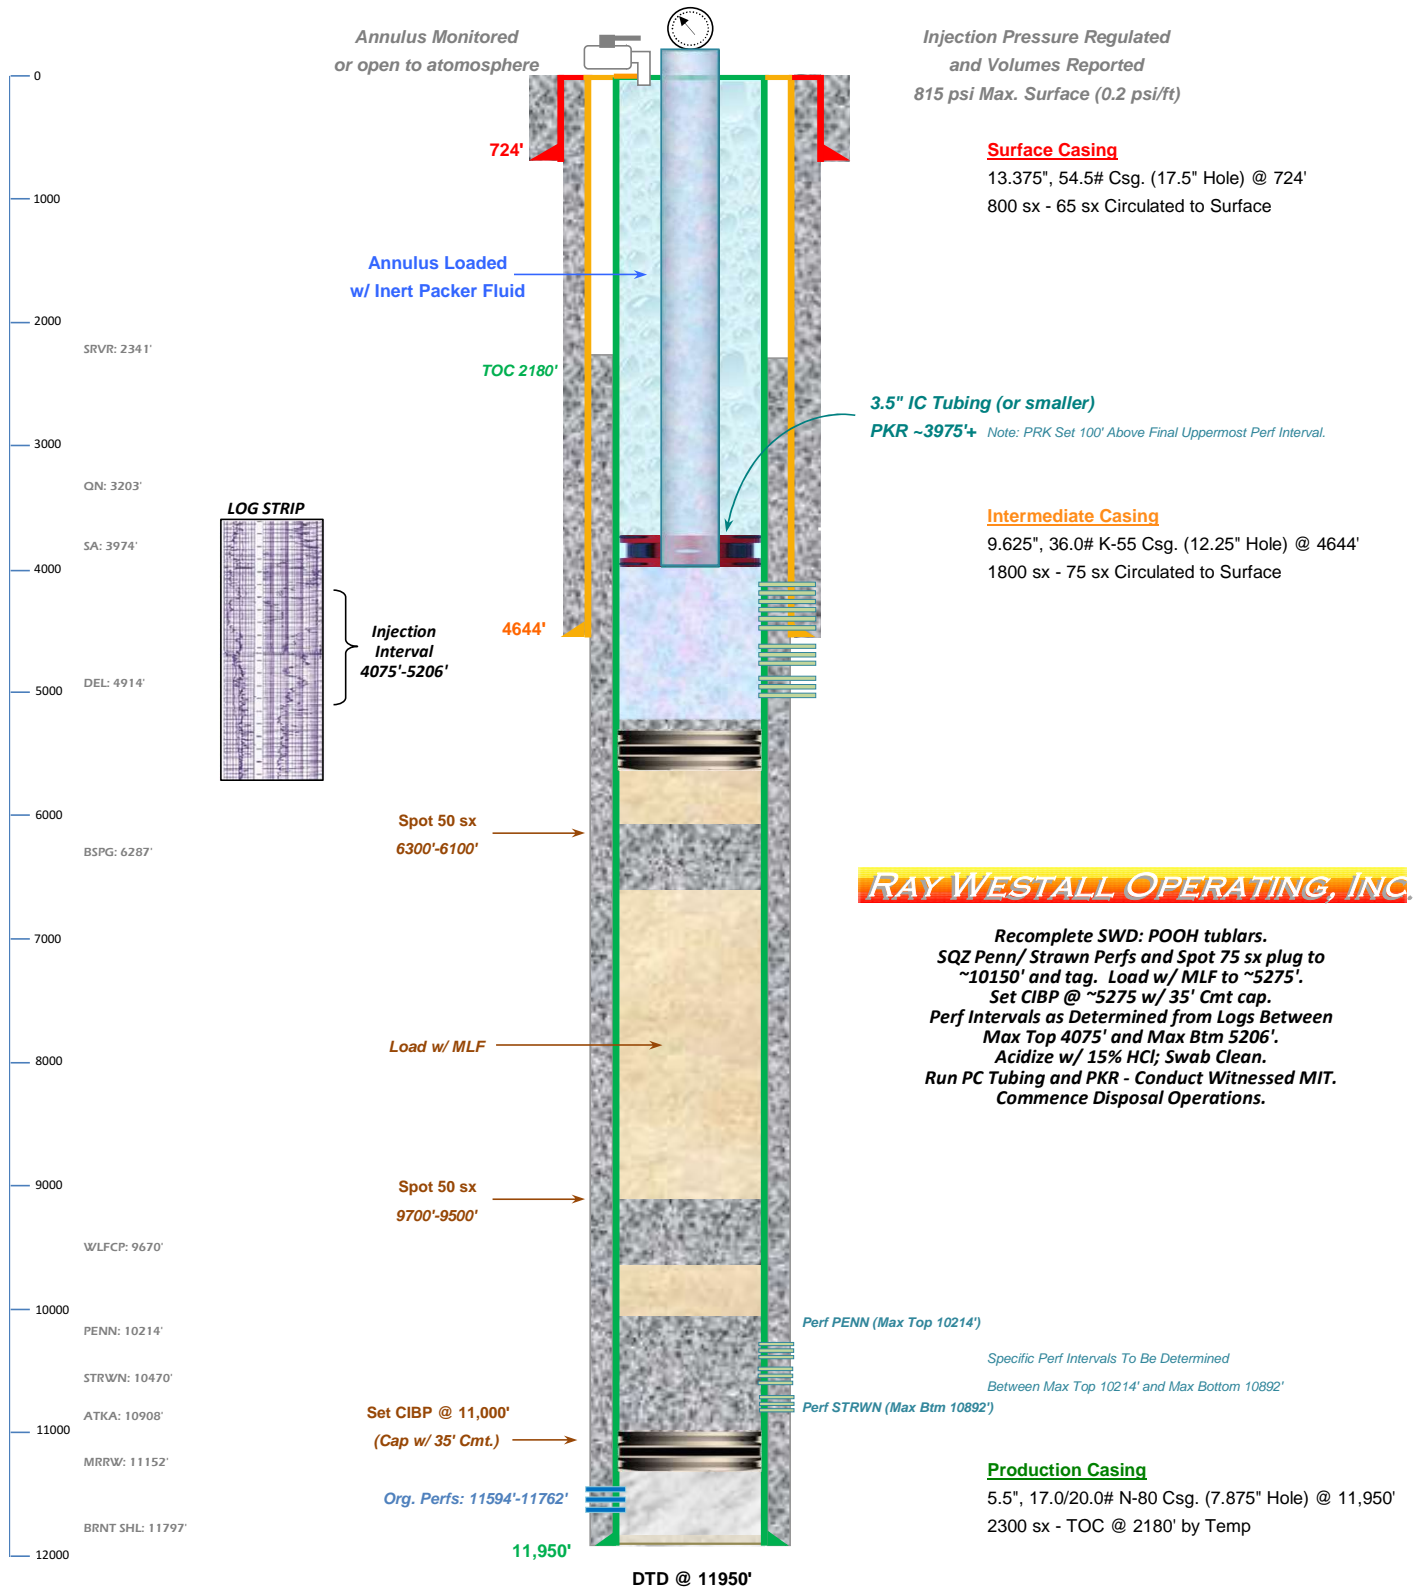 Annulus Monitored
or open to atomosphere
Injection Pressure Regulated
and Volumes Reported
815 psi Max. Surface (0.2 psi/ft)
0
724'
Surface Casing
13.375", 54.5# Csg. (17.5" Hole) @ 724'
800 sx - 65 sx Circulated to Surface
1000
Annulus Loaded
w/ Inert Packer Fluid
2000
SRVR: 2341'
TOC 2180'
3.5" IC Tubing (or smaller)
PKR ~3975'+ Note: PRK Set 100' Above Final Uppermost Perf Interval.
3000
QN: 3203'
LOG STRIP
Intermediate Casing
9.625", 36.0# K-55 Csg. (12.25" Hole) @ 4644'
1800 sx - 75 sx Circulated to Surface
SA: 3974'
4000
Injection
Interval
4075'-5206'
4644'
DEL: 4914'
5000
6000
Spot 50 sx
6300'-6100'
BSPG: 6287'
RAY WESTALL OPERATING, INC.
7000
Recomplete SWD: POOH tublars.
SQZ Penn/ Strawn Perfs and Spot 75 sx plug to
~10150' and tag. Load w/ MLF to ~5275'.
Set CIBP @ ~5275 w/ 35' Cmt cap.
Perf Intervals as Determined from Logs Between
Max Top 4075' and Max Btm 5206'.
Acidize w/ 15% HCl; Swab Clean.
Run PC Tubing and PKR - Conduct Witnessed MIT.
Commence Disposal Operations.
Load w/ MLF
8000
9000
Spot 50 sx
9700'-9500'
WLFCP: 9670'
10000
PENN: 10214'
Perf PENN (Max Top 10214')
Specific Perf Intervals To Be Determined
Between Max Top 10214' and Max Bottom 10892'
STRWN: 10470'
Perf STRWN (Max Btm 10892')
ATKA: 10908'
11000
Set CIBP @ 11,000'
(Cap w/ 35' Cmt.)
MRRW: 11152'
Org. Perfs: 11594'-11762'
Production Casing
5.5", 17.0/20.0# N-80 Csg. (7.875" Hole) @ 11,950'
2300 sx - TOC @ 2180' by Temp
BRNT SHL: 11797'
12000
11,950'
DTD @ 11950'